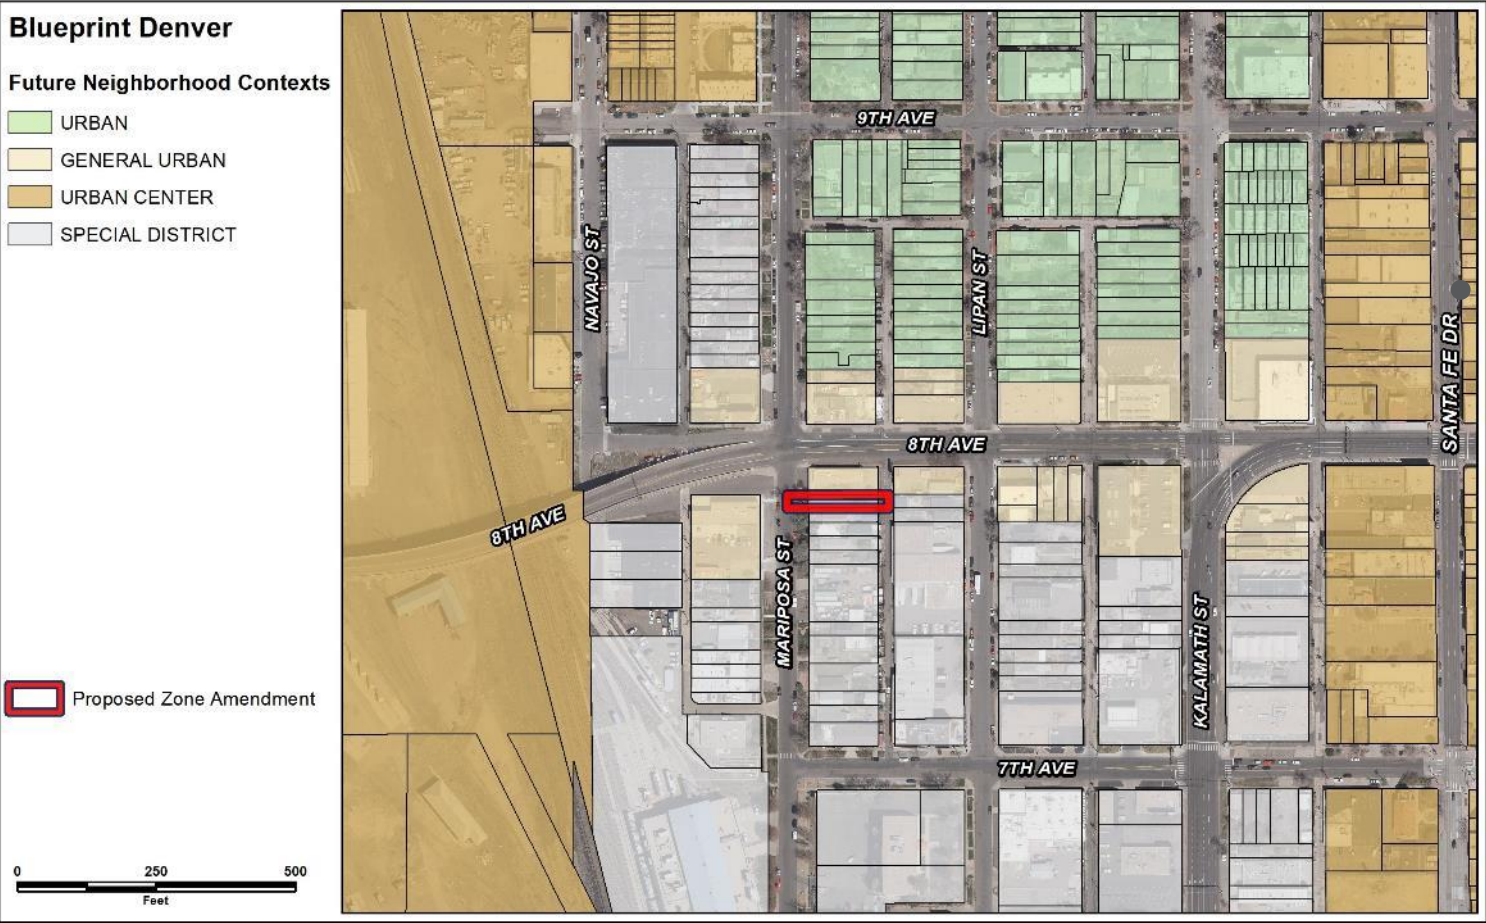 Blueprint Denver
Future Neighborhood Contexts
URBAN
GENERAL URBAN
URBAN CENTER
SPECIAL DISTRICT
Proposed Zone Amendment
0 250 500
Feet
9TH AVE
NAVAJO ST
LIPAN ST
SANTA FE DR
8TH AVE
8TH AVE
MARIPOSA ST
KALAMATH ST
7TH AVE